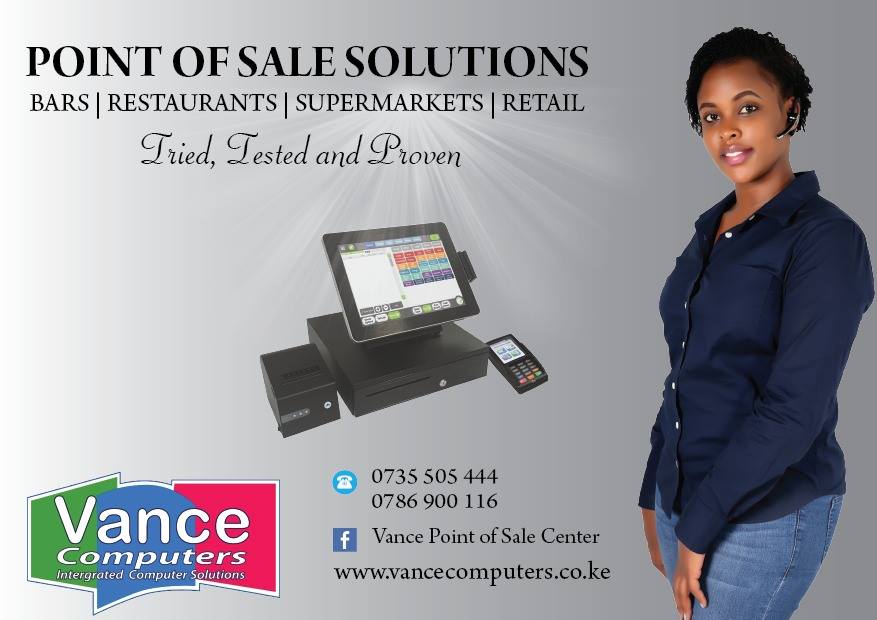 POINT OF SALE SOLUTIONS
BARS | RESTAURANTS | SUPERMARKETS | RETAIL
Tried, Tested and Proven
0735 505 444
0786 900 116
Vance Point of Sale Center
www.vancecomputers.co.ke
Vance
Computers
Intergrated Computer Solutions